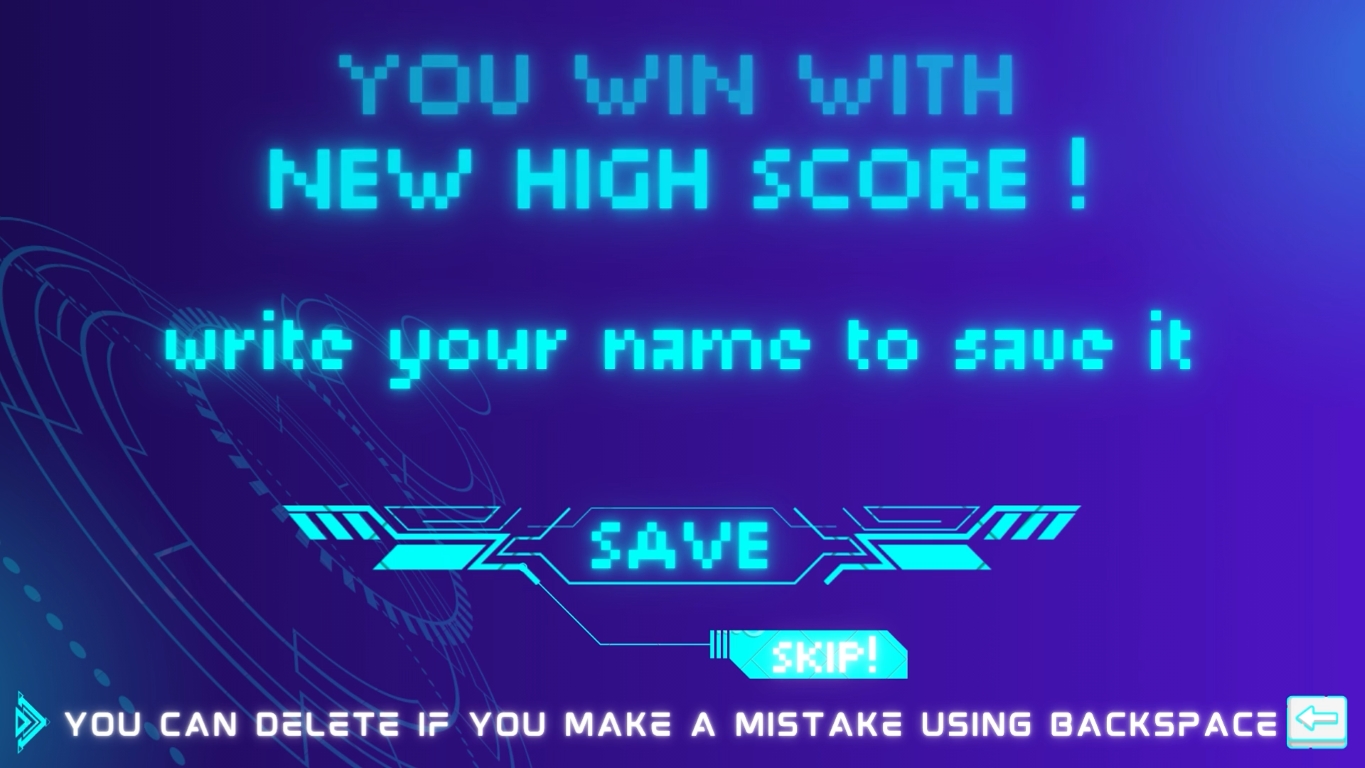 YOU WIN WITH
NEW HIGH SCORE !
write your name to save it
SAVE
SKIP!
YOU CAN DELETE IF YOU MAKE A MISTAKE USING BACKSPACE